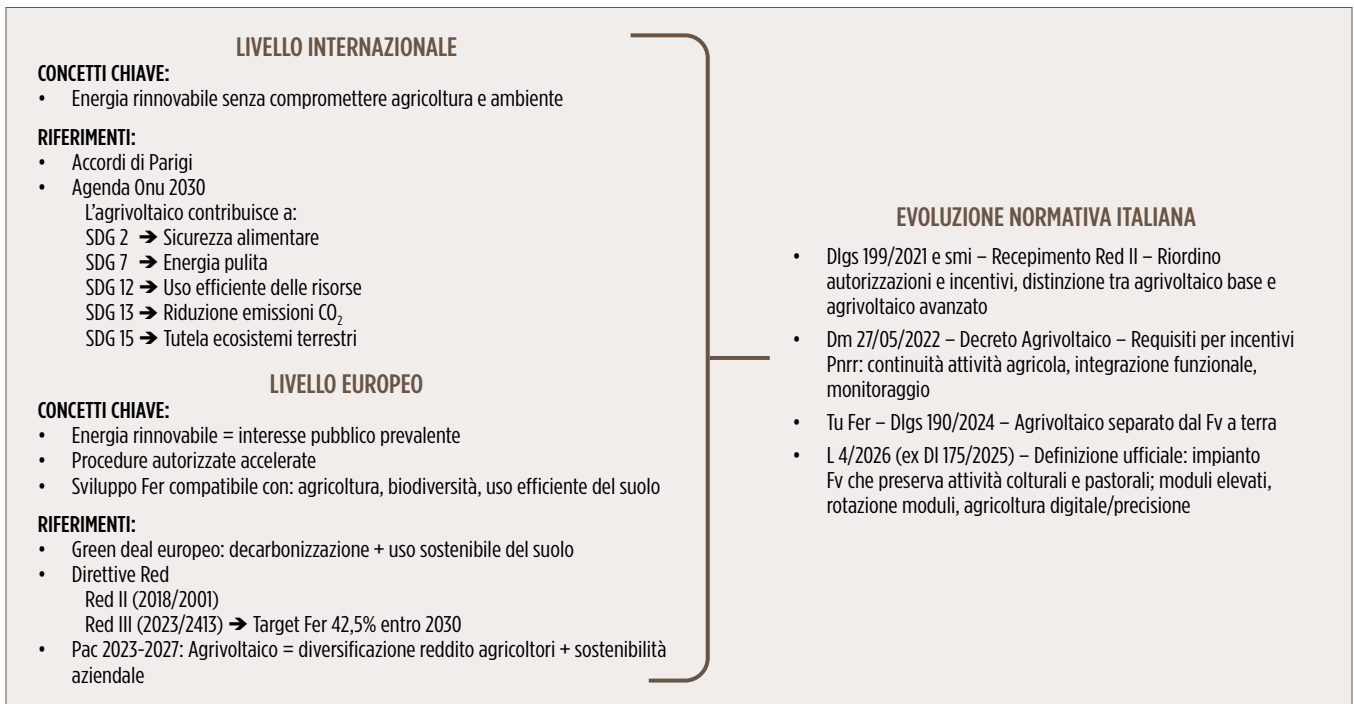 LIVELLO INTERNAZIONALE
CONCETTI CHIAVE:
• Energia rinnovabile senza compromettere agricoltura e ambiente
RIFERIMENTI:
• Accordi di Parigi
• Agenda Onu 2030
L'agrivoltaico contribuisce a:
SDG 2 ➔ Sicurezza alimentare
SDG 7 ➔ Energia pulita
SDG 12 ➔ Uso efficiente delle risorse
SDG 13 ➔ Riduzione emissioni CO₂
SDG 15 ➔ Tutela ecosistemi terrestri
LIVELLO EUROPEO
CONCETTI CHIAVE:
• Energia rinnovabile = interesse pubblico prevalente
• Procedure autorizzate accelerate
• Sviluppo Fer compatibile con: agricoltura, biodiversità, uso efficiente del suolo
RIFERIMENTI:
• Green deal europeo: decarbonizzazione + uso sostenibile del suolo
• Direttive Red
Red II (2018/2001)
Red III (2023/2413) ➔ Target Fer 42,5% entro 2030
• Pac 2023-2027: Agrivoltaico = diversificazione reddito agricoltori + sostenibilità
aziendale
EVOLUZIONE NORMATIVA ITALIANA
• Dlgs 199/2021 e smi – Recepimento Red II – Riordino
autorizzazioni e incentivi, distinzione tra agrivoltaico base e
agrivoltaico avanzato
• Dm 27/05/2022 – Decreto Agrivoltaico – Requisiti per incentivi
Pnrr: continuità attività agricola, integrazione funzionale,
monitoraggio
• Tu Fer – Dlgs 190/2024 – Agrivoltaico separato dal Fv a terra
• L 4/2026 (ex Dl 175/2025) – Definizione ufficiale: impianto
Fv che preserva attività colturali e pastorali; moduli elevati,
rotazione moduli, agricoltura digitale/precisione